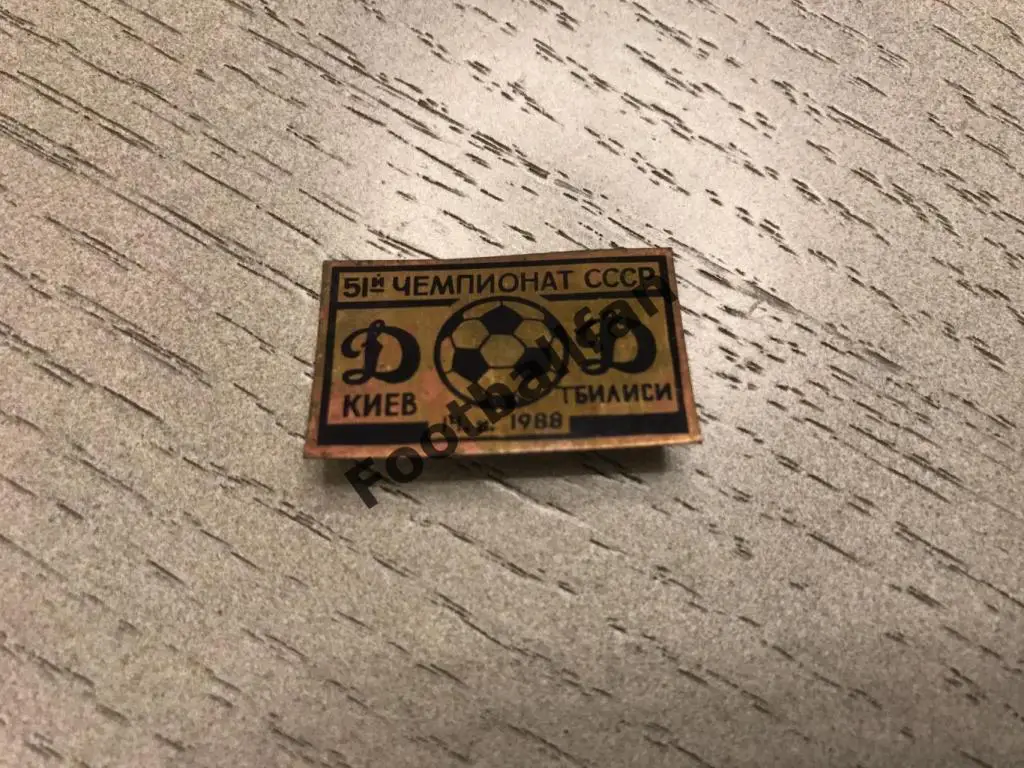 51й ЧЕМПИОНАТ СССР
Д Д
КИЕВ ТБИЛИСИ
1988
Footballfan